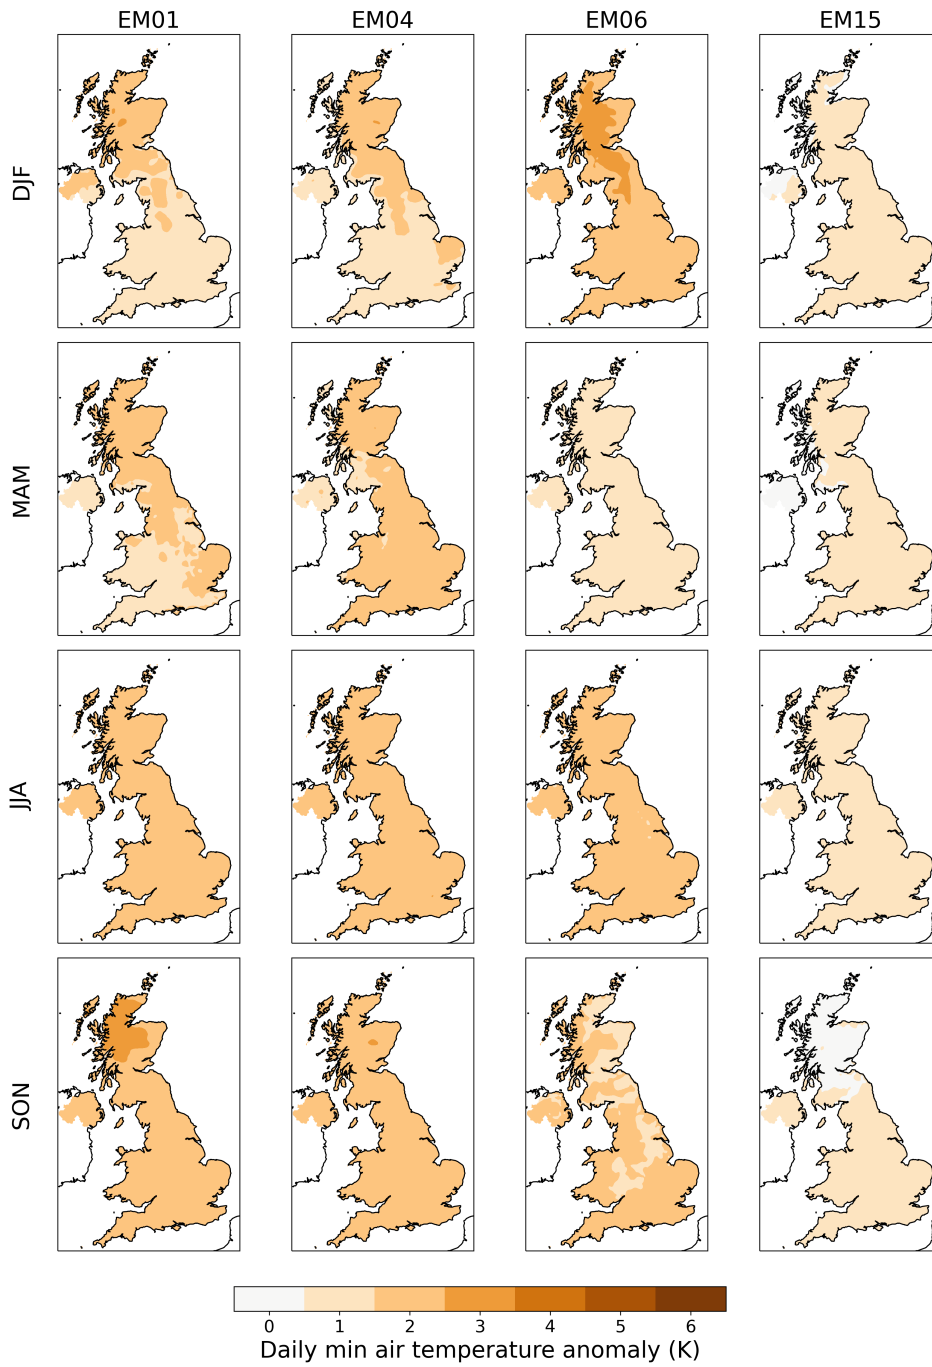 EM01 EM04 EM06 EM15
DJF
MAM
JJA
SON
0 1 2 3 4 5 6
Daily min air temperature anomaly (K)